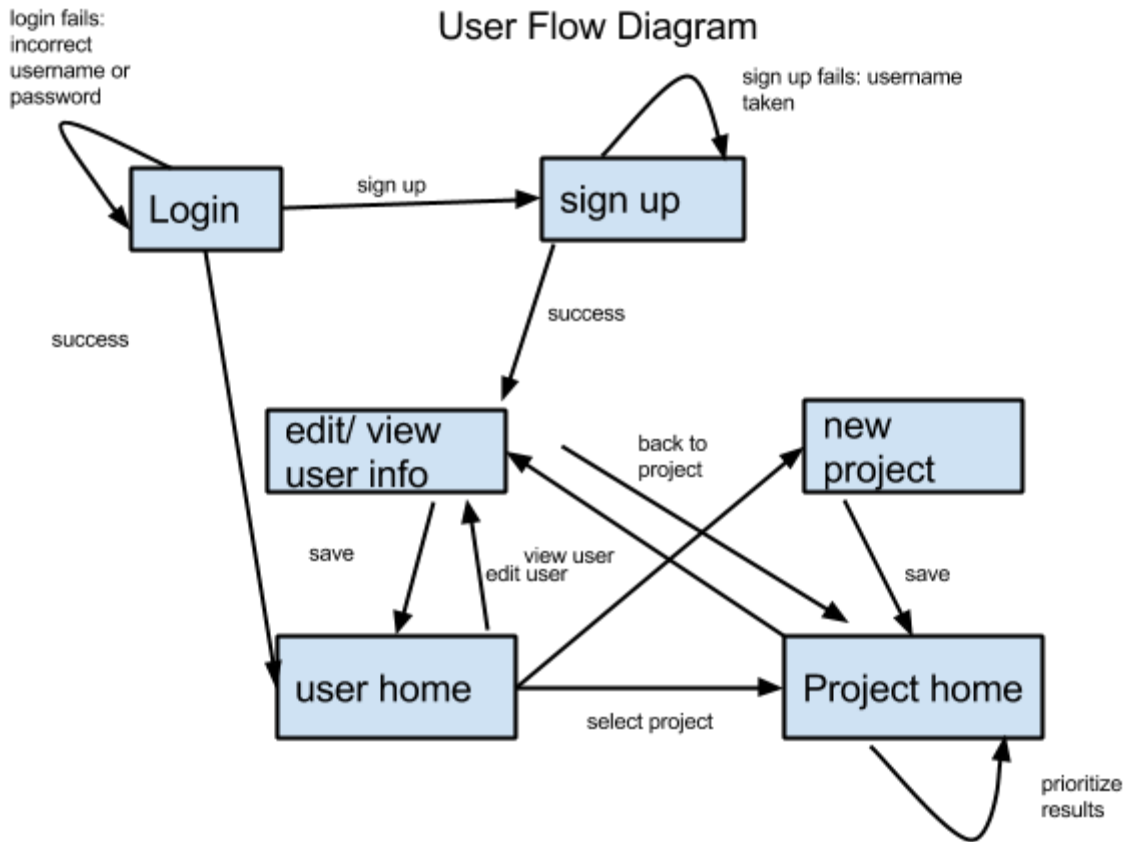 User Flow Diagram
login fails:
incorrect
username or
password
sign up fails: username
taken
Login
sign up
sign up
success
success
edit/ view
user info
back to
project
new
project
save
view user
edit user
save
user home
select project
Project home
prioritize
results